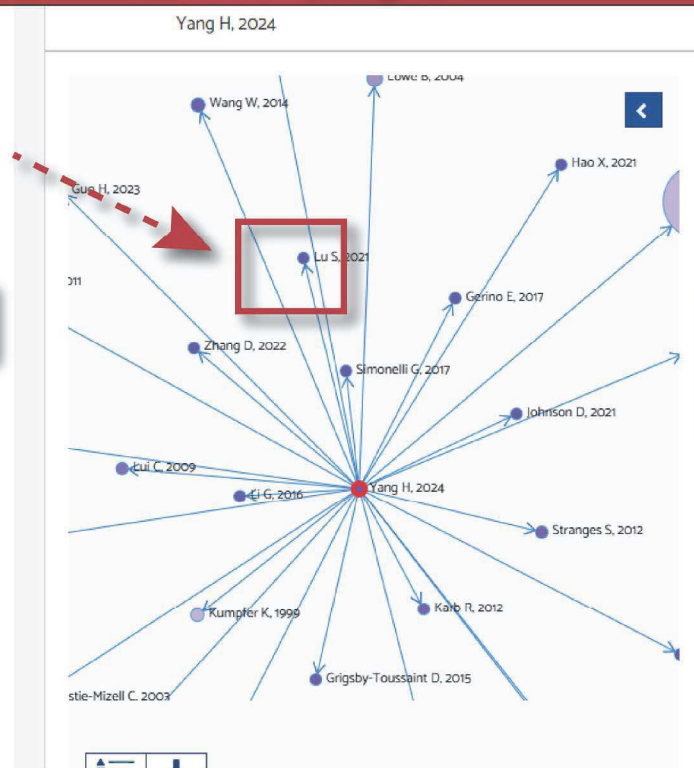 Yang H, 2024
Lowe B, 2004
Wang W, 2014
Hao X, 2021
Guo H, 2023
Lu S, 2021
011
Gerino E, 2017
Zhang D, 2022
Simonelli G, 2017
Johnson D, 2021
Lui C, 2009
Li G, 2016
Yang H, 2024
Stranges S, 2012
Kumpfer K, 1999
Karb R, 2012
Grigsby-Toussaint D, 2015
stie-Mizell C. 2003